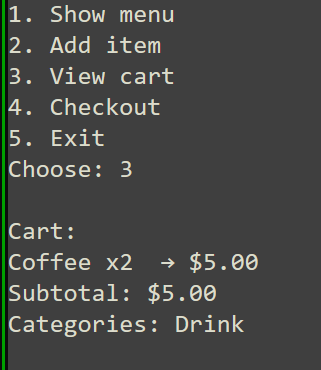 1. Show menu
2. Add item
3. View cart
4. Checkout
5. Exit
Choose: 3
Cart:
Coffee x2  → $5.00
Subtotal: $5.00
Categories: Drink